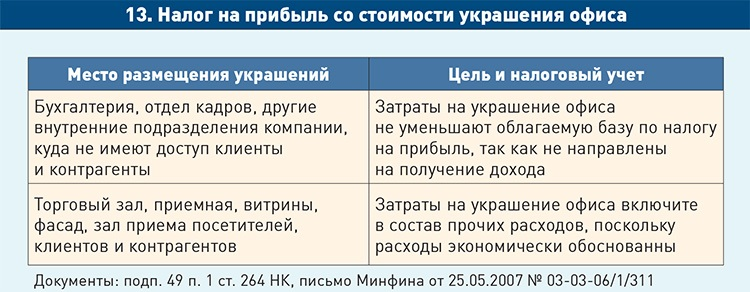 13. Налог на прибыль со стоимости украшения офиса
Место размещения украшений
Цель и налоговый учет
Бухгалтерия, отдел кадров, другие
внутренние подразделения компании,
куда не имеют доступ клиенты
и контрагенты
Затраты на украшение офиса
не уменьшают облагаемую базу по налогу
на прибыль, так как не направлены
на получение дохода
Торговый зал, приемная, витрины,
фасад, зал приема посетителей,
клиентов и контрагентов
Затраты на украшение офиса включите
в состав прочих расходов, поскольку
расходы экономически обоснованны
Документы: подп. 49 п. 1 ст. 264 НК, письмо Минфина от 25.05.2007 № 03-03-06/1/311